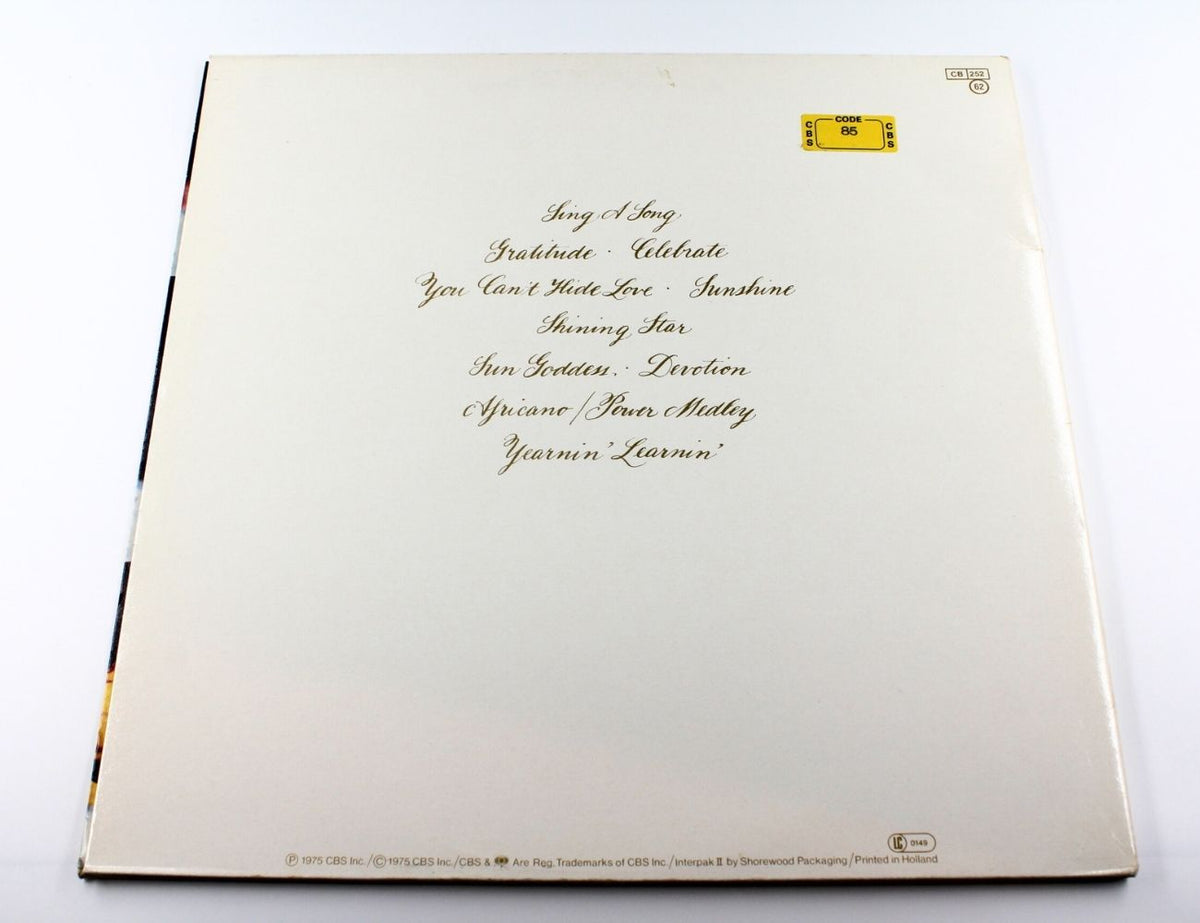 CB 252
62
CBS CODE 85 CBS
Sing A Song
Gratitude · Celebrate
You Can't Hide Love · Sunshine
Shining Star
Sun Goddess · Devotion
Africano / Power Medley
Yearnin' Learnin'
LC 0149
Ⓟ 1975 CBS Inc./© 1975 CBS Inc./CBS & Are Reg. Trademarks of CBS Inc./Interpak II by Shorewood Packaging/Printed in Holland